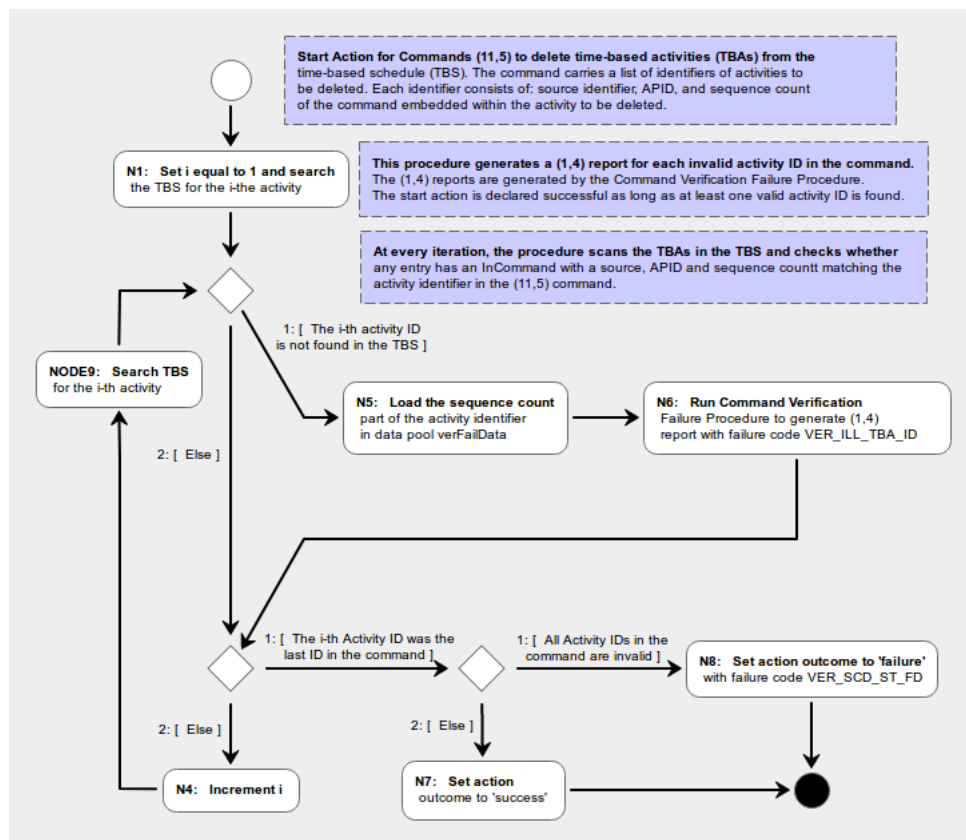 Start Action for Commands (11,5) to delete time-based activities (TBAs) from the
time-based schedule (TBS). The command carries a list of identifiers of activities to
be deleted. Each identifier consists of: source identifier, APID, and sequence count
of the command embedded within the activity to be deleted.
N1: Set i equal to 1 and search
the TBS for the i-the activity
This procedure generates a (1,4) report for each invalid activity ID in the command.
The (1,4) reports are generated by the Command Verification Failure Procedure.
The start action is declared successful as long as at least one valid activity ID is found.
At every iteration, the procedure scans the TBAs in the TBS and checks whether
any entry has an InCommand with a source, APID and sequence countt matching the
activity identifier in the (11,5) command.
1: [ The i-th activity ID
is not found in the TBS ]
NODE9: Search TBS
for the i-th activity
N5: Load the sequence count
part of the activity identifier
in data pool verFailData
N6: Run Command Verification
Failure Procedure to generate (1,4)
report with failure code VER_ILL_TBA_ID
2: [ Else ]
1: [ The i-th Activity ID was the
last ID in the command ]
1: [ All Activity IDs in the
command are invalid ]
N8: Set action outcome to 'failure'
with failure code VER_SCD_ST_FD
2: [ Else ]
2: [ Else ]
N4: Increment i
N7: Set action
outcome to 'success'